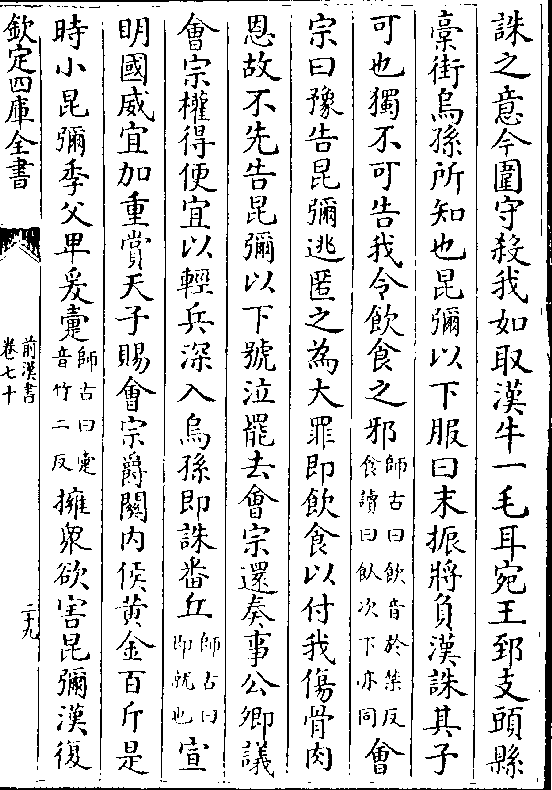 誅之意今圍守殺我如取漢牛一毛耳宛王郅支頭縣
稾街烏孫所知也昆彌以下服曰末振將負漢誅其子
可也獨不可告我令飲食之邪師古曰飲音於禁反食讀曰飤次下亦同會
宗曰豫告昆彌逃匿之為大罪即飲食以付我傷骨肉
恩故不先告昆彌以下號泣罷去會宗還奏事公卿議
會宗權得便宜以輕兵深入烏孫即誅番丘師古曰即就也宣
明國威宜加重賞天子賜會宗爵關内侯黄金百斤是
時小昆彌季父卑爰疐師古曰疐音竹二反擁衆欲害昆彌漢復
欽定四庫全書
前漢書
卷七十
二十九